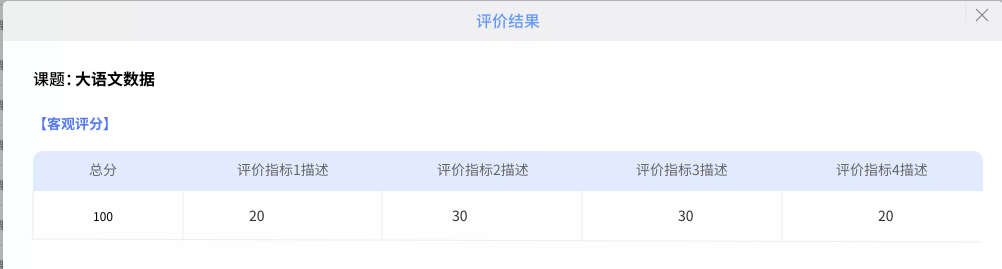 评价结果
课题：大语文数据
【客观评分】
总分 评价指标1描述 评价指标2描述 评价指标3描述 评价指标4描述
100 20 30 30 20